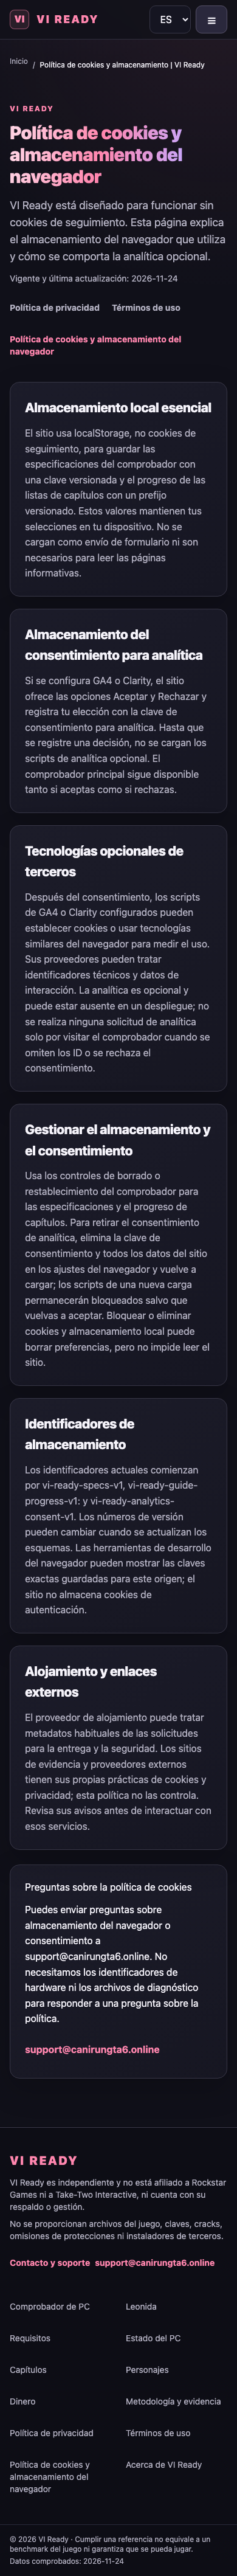 VI
VI READY
ES
Inicio / Política de cookies y almacenamiento | VI Ready
VI READY
Política de cookies y
almacenamiento del
navegador
VI Ready está diseñado para funcionar sin
cookies de seguimiento. Esta página explica
el almacenamiento del navegador que utiliza
y cómo se comporta la analítica opcional.
Vigente y última actualización: 2026-11-24
Política de privacidad Términos de uso
Política de cookies y almacenamiento del
navegador
Almacenamiento local esencial
El sitio usa localStorage, no cookies de
seguimiento, para guardar las
especificaciones del comprobador con
una clave versionada y el progreso de las
listas de capítulos con un prefijo
versionado. Estos valores mantienen tus
selecciones en tu dispositivo. No se
cargan como envío de formulario ni son
necesarios para leer las páginas
informativas.
Almacenamiento del
consentimiento para analítica
Si se configura GA4 o Clarity, el sitio
ofrece las opciones Aceptar y Rechazar y
registra tu elección con la clave de
consentimiento para analítica. Hasta que
se registre una decisión, no se cargan los
scripts de analítica opcional. El
comprobador principal sigue disponible
tanto si aceptas como si rechazas.
Tecnologías opcionales de
terceros
Después del consentimiento, los scripts
de GA4 o Clarity configurados pueden
establecer cookies o usar tecnologías
similares del navegador para medir el uso.
Sus proveedores pueden tratar
identificadores técnicos y datos de
interacción. La analítica es opcional y
puede estar ausente en un despliegue; no
se realiza ninguna solicitud de analítica
solo por visitar el comprobador cuando se
omiten los ID o se rechaza el
consentimiento.
Gestionar el almacenamiento y
el consentimiento
Usa los controles de borrado o
restablecimiento del comprobador para
las especificaciones y el progreso de
capítulos. Para retirar el consentimiento
de analítica, elimina la clave de
consentimiento y todos los datos del sitio
en los ajustes del navegador y vuelve a
cargar; los scripts de una nueva carga
permanecerán bloqueados salvo que
vuelvas a aceptar. Bloquear o eliminar
cookies y almacenamiento local puede
borrar preferencias, pero no impide leer el
sitio.
Identificadores de
almacenamiento
Los identificadores actuales comienzan
por vi-ready-specs-v1, vi-ready-guide-
progress-v1: y vi-ready-analytics-
consent-v1. Los números de versión
pueden cambiar cuando se actualizan los
esquemas. Las herramientas de desarrollo
del navegador pueden mostrar las claves
exactas guardadas para este origen; el
sitio no almacena cookies de
autenticación.
Alojamiento y enlaces
externos
El proveedor de alojamiento puede tratar
metadatos habituales de las solicitudes
para la entrega y la seguridad. Los sitios
de evidencia y proveedores externos
tienen sus propias prácticas de cookies y
privacidad; esta política no las controla.
Revisa sus avisos antes de interactuar con
esos servicios.
Preguntas sobre la política de cookies
Puedes enviar preguntas sobre
almacenamiento del navegador o
consentimiento a
support@canirungta6.online. No
necesitamos los identificadores de
hardware ni los archivos de diagnóstico
para responder a una pregunta sobre la
política.
support@canirungta6.online
VI READY
VI Ready es independiente y no está afiliado a Rockstar
Games ni a Take-Two Interactive, ni cuenta con su
respaldo o gestión.
No se proporcionan archivos del juego, claves, cracks,
omisiones de protecciones ni instaladores de terceros.
Contacto y soporte support@canirungta6.online
Comprobador de PC Leonida
Requisitos Estado del PC
Capítulos Personajes
Dinero Metodología y evidencia
Política de privacidad Términos de uso
Política de cookies y Acerca de VI Ready
almacenamiento del
navegador
© 2026 VI Ready · Cumplir una referencia no equivale a un
benchmark del juego ni garantiza que se pueda jugar.
Datos comprobados: 2026-11-24